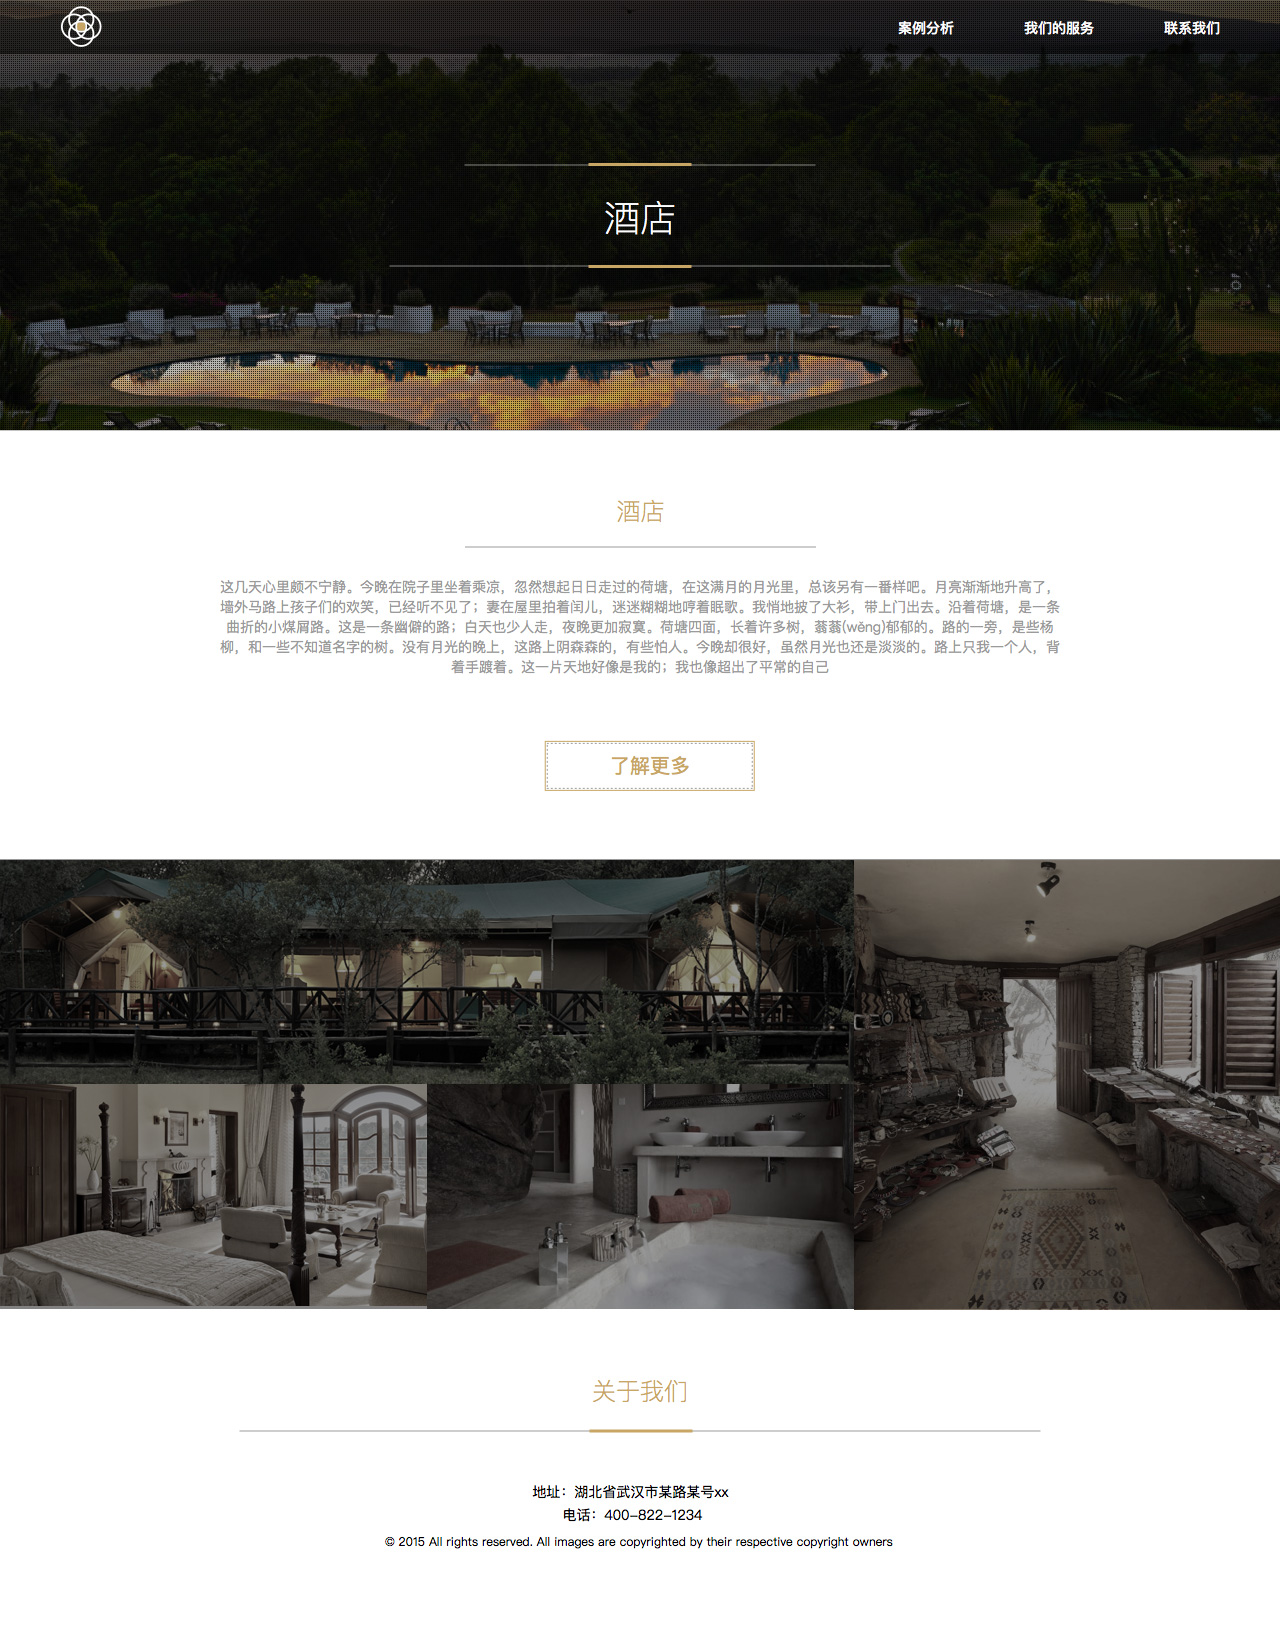 案例分析 我们的服务 联系我们
酒店
酒店
这几天心里颇不宁静。今晚在院子里坐着乘凉，忽然想起日日走过的荷塘，在这满月的月光里，总该另有一番样吧。月亮渐渐地升高了，
墙外马路上孩子们的欢笑，已经听不见了；妻在屋里拍着闰儿，迷迷糊糊地哼着眠歌。我悄地披了大衫，带上门出去。沿着荷塘，是一条
曲折的小煤屑路。这是一条幽僻的路；白天也少人走，夜晚更加寂寞。荷塘四面，长着许多树，蓊蓊(wěng)郁郁的。路的一旁，是些杨
柳，和一些不知道名字的树。没有月光的晚上，这路上阴森森的，有些怕人。今晚却很好，虽然月光也还是淡淡的。路上只我一个人，背
着手踱着。这一片天地好像是我的；我也像超出了平常的自己
了解更多
关于我们
地址：湖北省武汉市某路某号xx
电话：400-822-1234
© 2015 All rights reserved. All images are copyrighted by their respective copyright owners